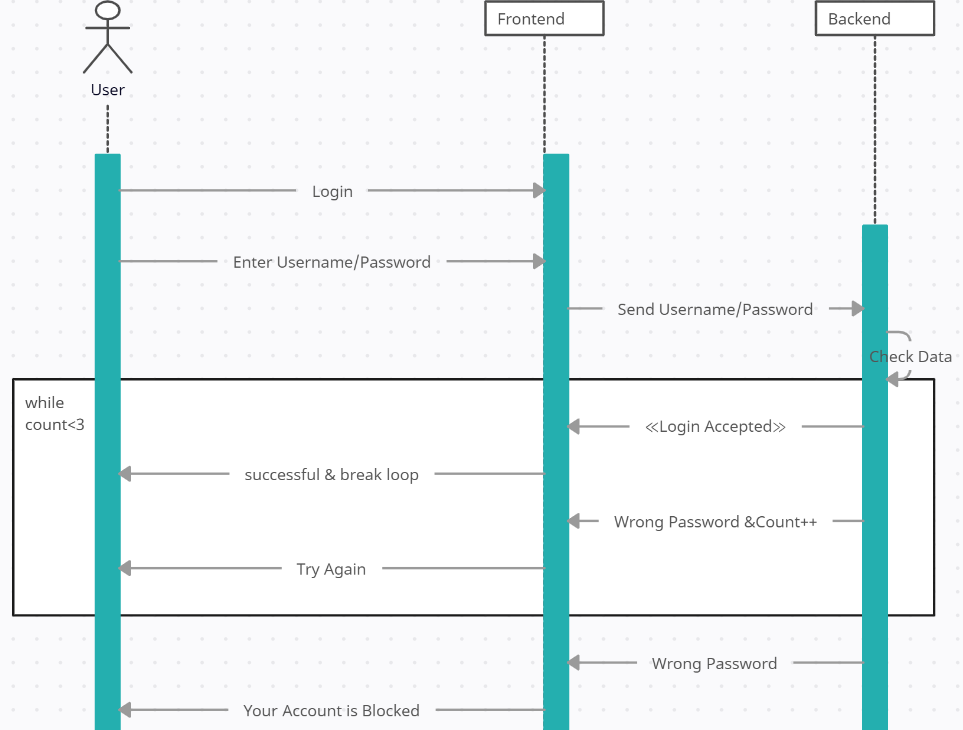 Frontend
Backend
User
Login
Enter Username/Password
Send Username/Password
Check Data
while
count<3
≪Login Accepted≫
successful & break loop
Wrong Password &Count++
Try Again
Wrong Password
Your Account is Blocked